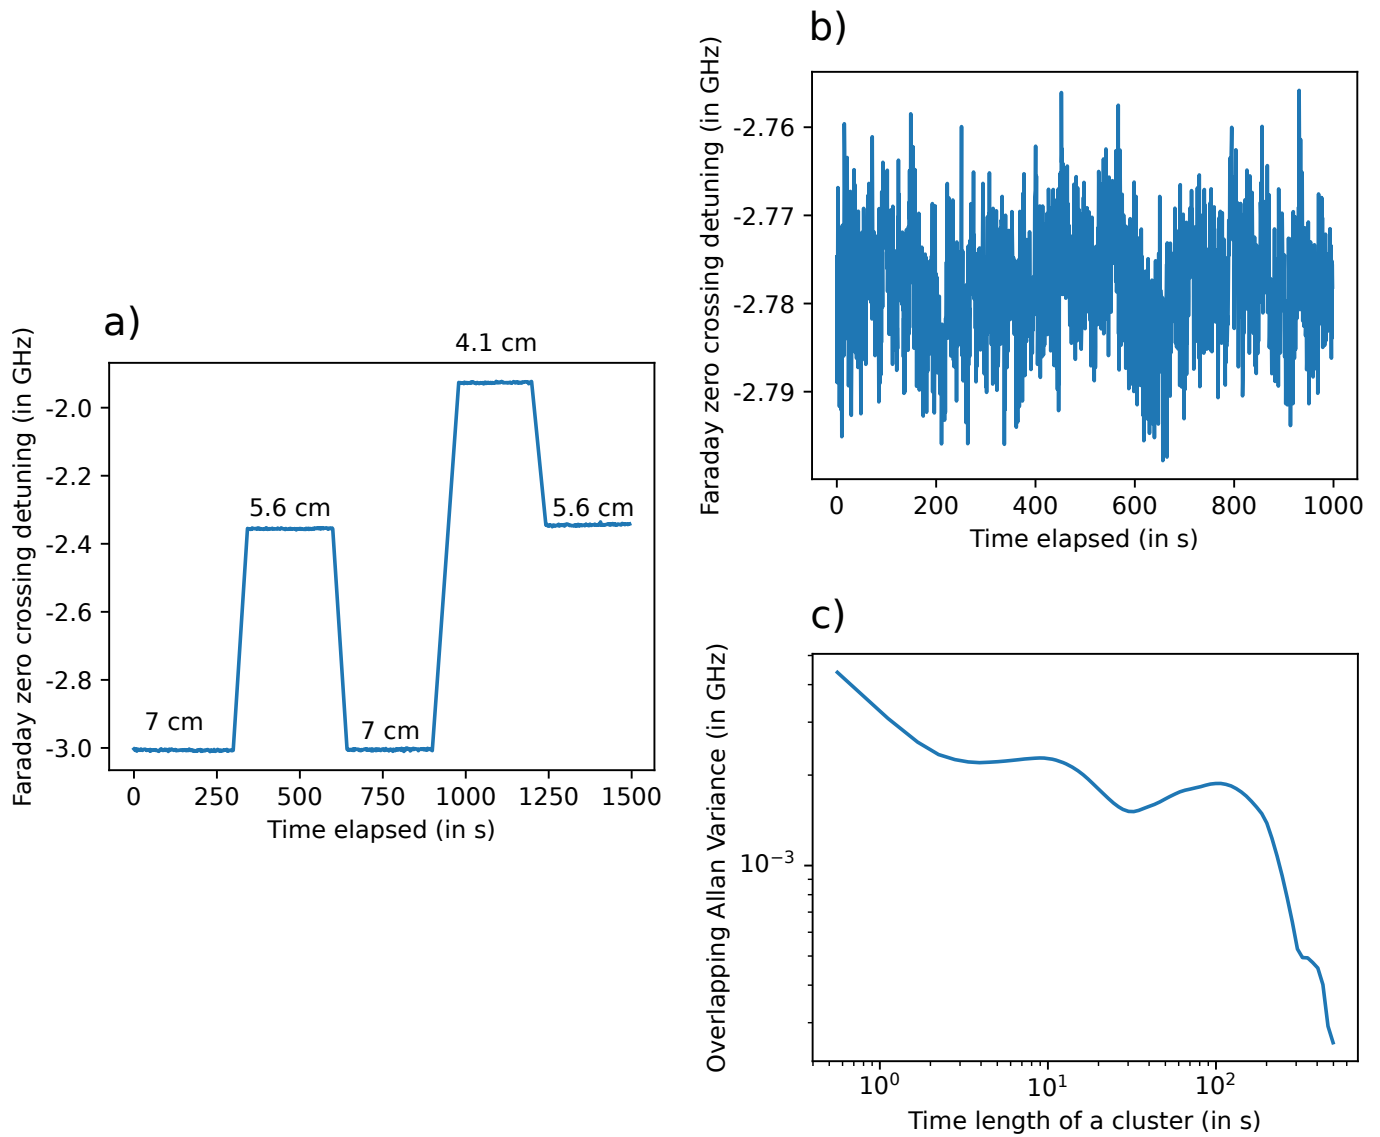 a)
Faraday zero crossing detuning (in GHz)
-2.0
-2.2
-2.4
-2.6
-2.8
-3.0
4.1 cm
5.6 cm
5.6 cm
7 cm
7 cm
0 250 500 750 1000 1250 1500
Time elapsed (in s)
b)
Faraday zero crossing detuning (in GHz)
-2.76
-2.77
-2.78
-2.79
0 200 400 600 800 1000
Time elapsed (in s)
c)
Overlapping Allan Variance (in GHz)
10⁻³
10⁰ 10¹ 10²
Time length of a cluster (in s)